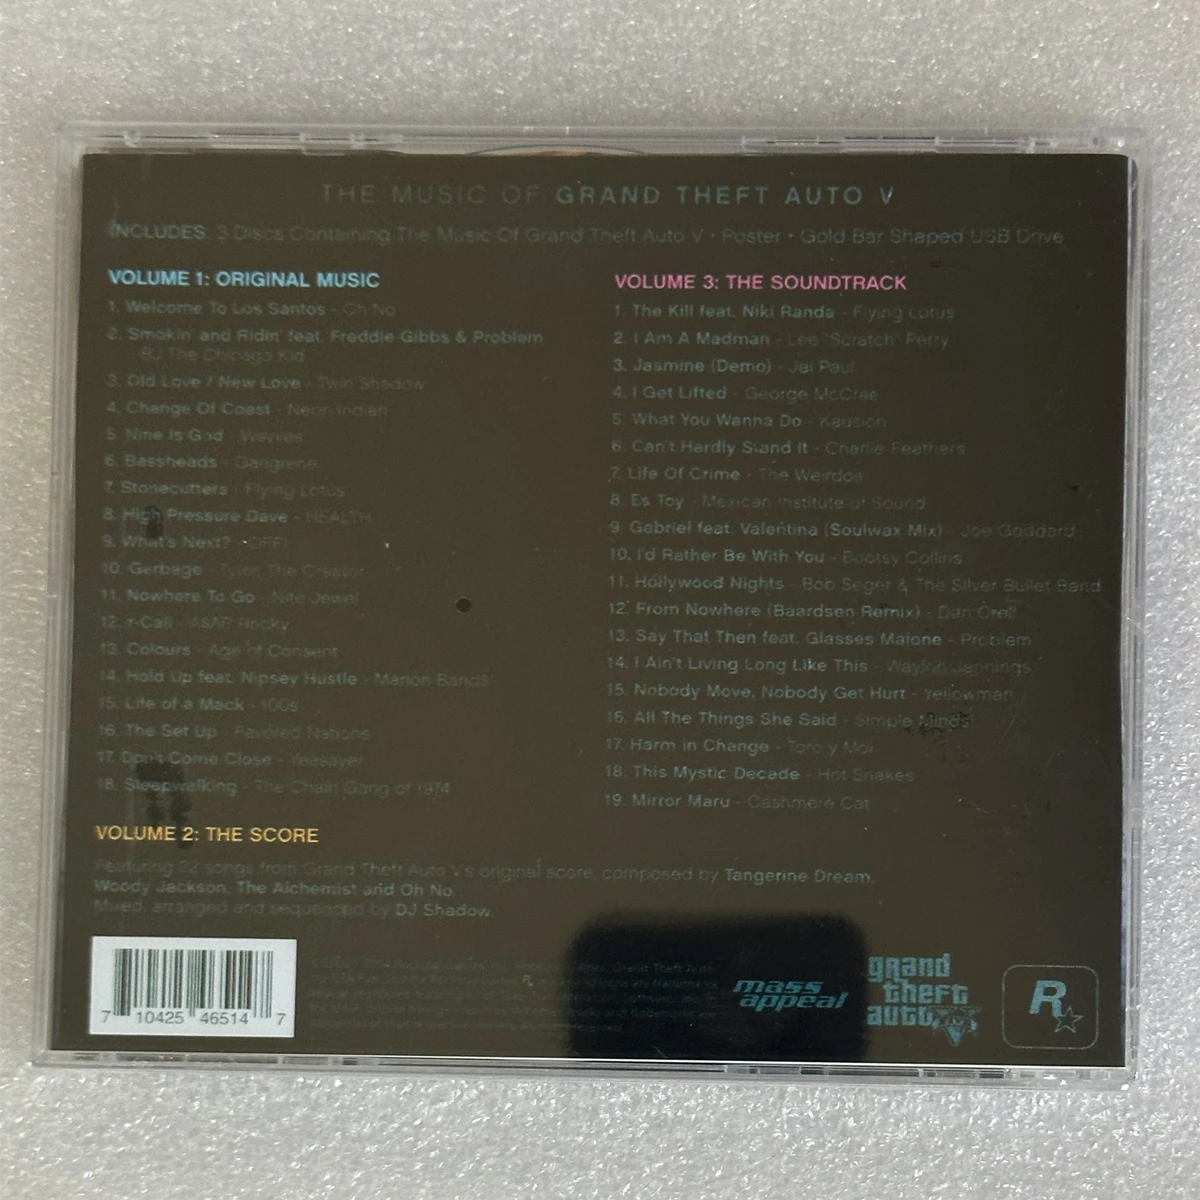 THE MUSIC OF GRAND THEFT AUTO V
INCLUDES: 3 Discs Containing The Music Of Grand Theft Auto V • Poster • Gold Bar Shaped USB Drive
VOLUME 1: ORIGINAL MUSIC
1. Welcome To Los Santos - Oh No
2. Smokin' and Ridin' feat. Freddie Gibbs & Problem
- BJ The Chicago Kid
3. Old Love / New Love - Twin Shadow
4. Change Of Coast - Neon Indian
5. Nine Is God - Wavves
6. Bassheads - Gangrene
7. Stonecutters - Flying Lotus
8. High Pressure Dave - HEALTH
9. What's Next? - OFF!
10. Garbage - Tyler, The Creator
11. Nowhere To Go - Nite Jewel
12. r-Cali - A$AP Rocky
13. Colours - Age of Consent
14. Hold Up feat. Nipsey Hustle - Marion Bands
15. Life of a Mack - 100s
16. The Set Up - Favored Nations
17. Don't Come Close - Yeasayer
18. Sleepwalking - The Chain Gang of 1974
VOLUME 2: THE SCORE
Featuring 22 songs from Grand Theft Auto V's original score, composed by Tangerine Dream,
Woody Jackson, The Alchemist and Oh No.
Mixed, arranged and sequenced by DJ Shadow.
VOLUME 3: THE SOUNDTRACK
1. The Kill feat. Niki Randa - Flying Lotus
2. I Am A Madman - Lee "Scratch" Perry
3. Jasmine (Demo) - Jai Paul
4. I Get Lifted - George McCrae
5. What You Wanna Do - Kausion
6. Can't Hardly Stand It - Charlie Feathers
7. Life Of Crime - The Weirdos
8. Es Toy - Mexican Institute of Sound
9. Gabriel feat. Valentina (Soulwax Mix) - Joe Goddard
10. I'd Rather Be With You - Bootsy Collins
11. Hollywood Nights - Bob Seger & The Silver Bullet Band
12. From Nowhere (Baardsen Remix) - Dan Croll
13. Say That Then feat. Glasses Malone - Problem
14. I Ain't Living Long Like This - Waylon Jennings
15. Nobody Move, Nobody Get Hurt - Yellowman
16. All The Things She Said - Simple Minds
17. Harm in Change - Toro y Moi
18. This Mystic Decade - Hot Snakes
19. Mirror Maru - Cashmere Cat
7 10425 46514 7
mass
appeal
grand
theft
auto
R